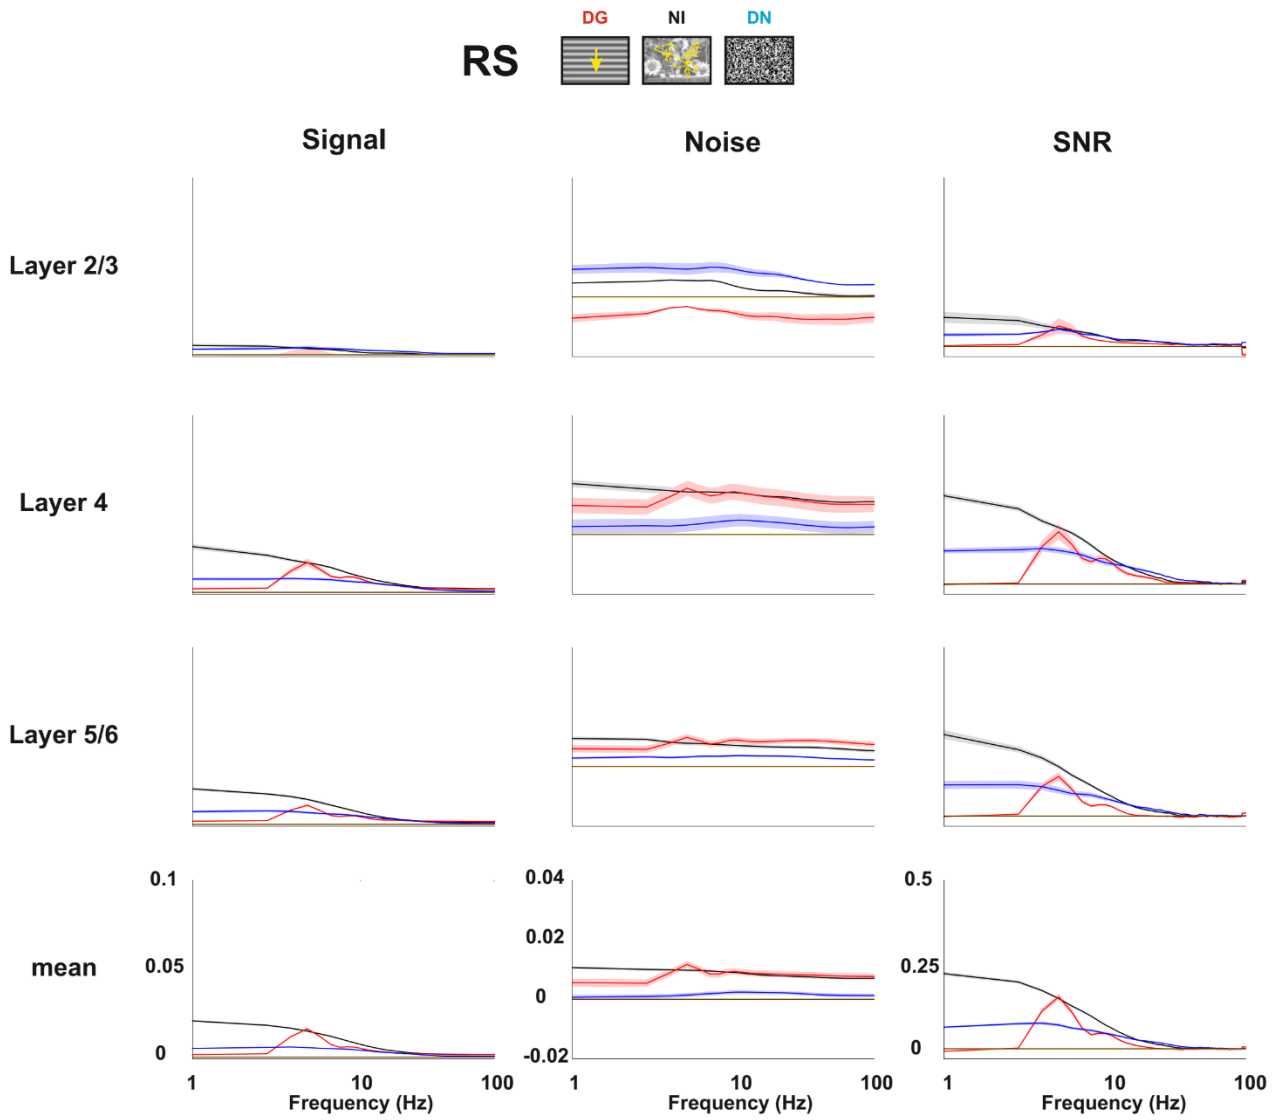 DG NI DN
RS
Signal Noise SNR
Layer 2/3
Layer 4
Layer 5/6
mean
0.1
0.05
0
0.04
0.02
0
-0.02
0.5
0.25
0
1 10 100
1 10 100
1 10 100
Frequency (Hz)
Frequency (Hz)
Frequency (Hz)